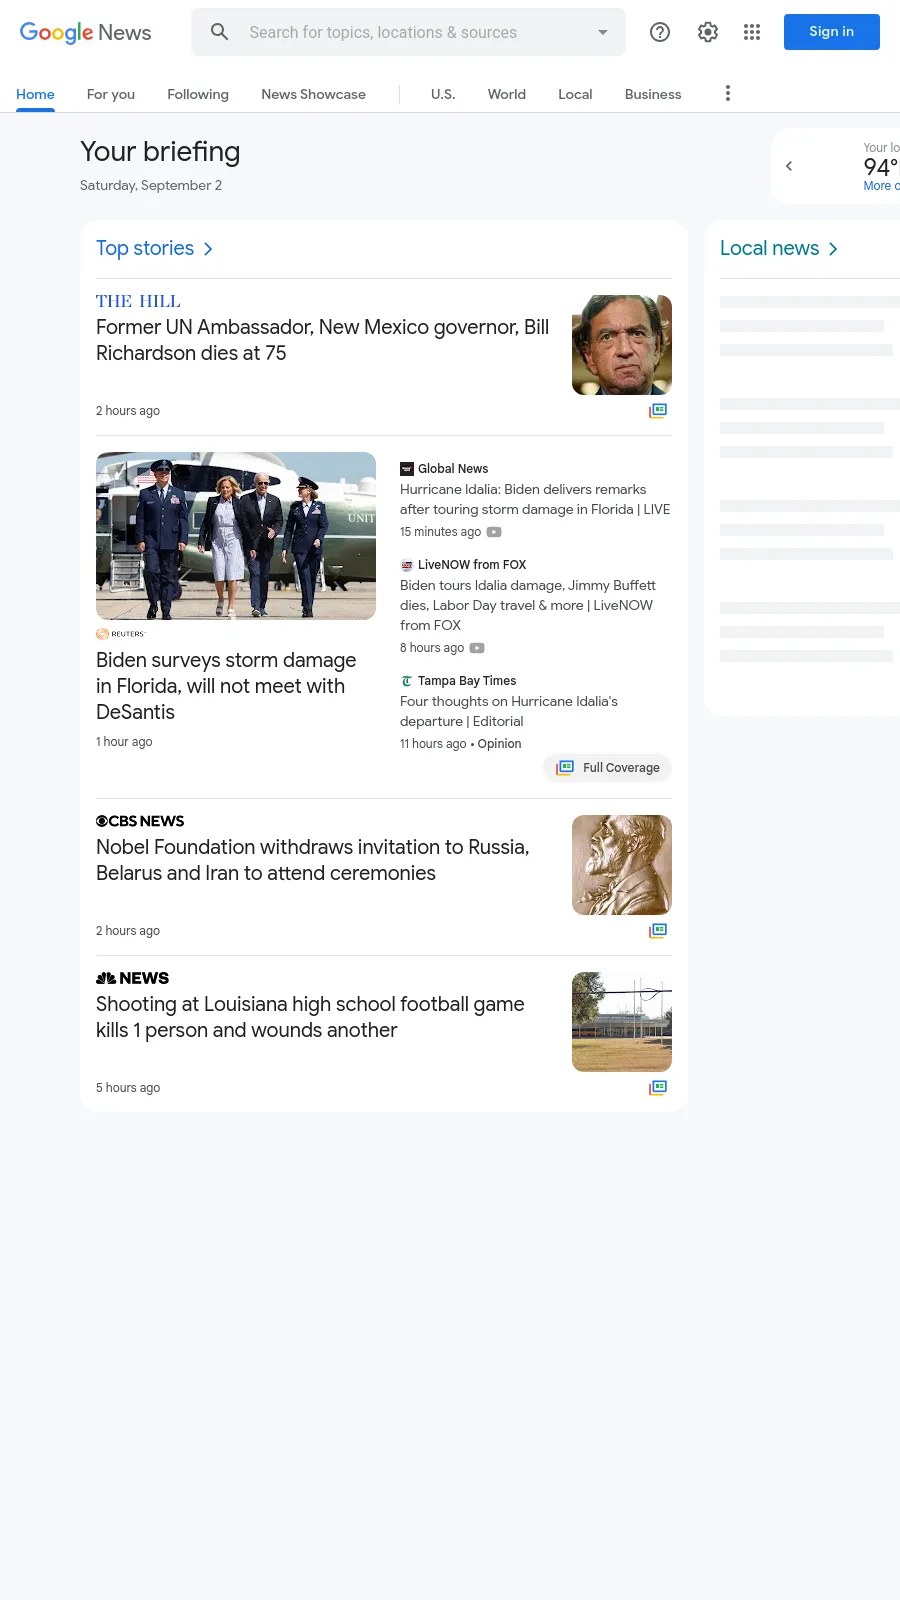 Google News
Search for topics, locations & sources
Sign in
Home
For you
Following
News Showcase
U.S.
World
Local
Business
Your briefing
Saturday, September 2
Your lo
94°
More c
Top stories
THE HILL
Former UN Ambassador, New Mexico governor, Bill
Richardson dies at 75
2 hours ago
UNIT
REUTERS
Biden surveys storm damage
in Florida, will not meet with
DeSantis
1 hour ago
Global News
Hurricane Idalia: Biden delivers remarks
after touring storm damage in Florida | LIVE
15 minutes ago
LiveNOW from FOX
Biden tours Idalia damage, Jimmy Buffett
dies, Labor Day travel & more | LiveNOW
from FOX
8 hours ago
Tampa Bay Times
Four thoughts on Hurricane Idalia's
departure | Editorial
11 hours ago • Opinion
Full Coverage
CBS NEWS
Nobel Foundation withdraws invitation to Russia,
Belarus and Iran to attend ceremonies
2 hours ago
NEWS
Shooting at Louisiana high school football game
kills 1 person and wounds another
5 hours ago
Local news